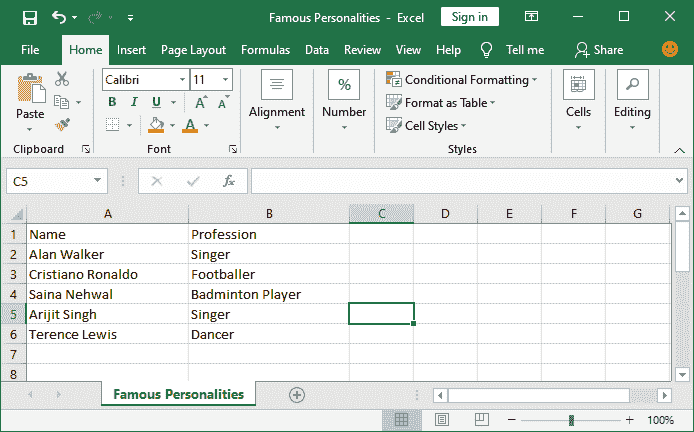 Famous Personalities - Excel
Sign in
File Home Insert Page Layout Formulas Data Review View Help Tell me Share
Paste
Calibri 11
B I U A A
A
Alignment
%
Number
Conditional Formatting
Format as Table
Cell Styles
Cells
Editing
Clipboard Font Styles
C5 fx
A B C D E F G
1 Name Profession
2 Alan Walker Singer
3 Cristiano Ronaldo Footballer
4 Saina Nehwal Badminton Player
5 Arijit Singh Singer
6 Terence Lewis Dancer
7
8
Famous Personalities
100%